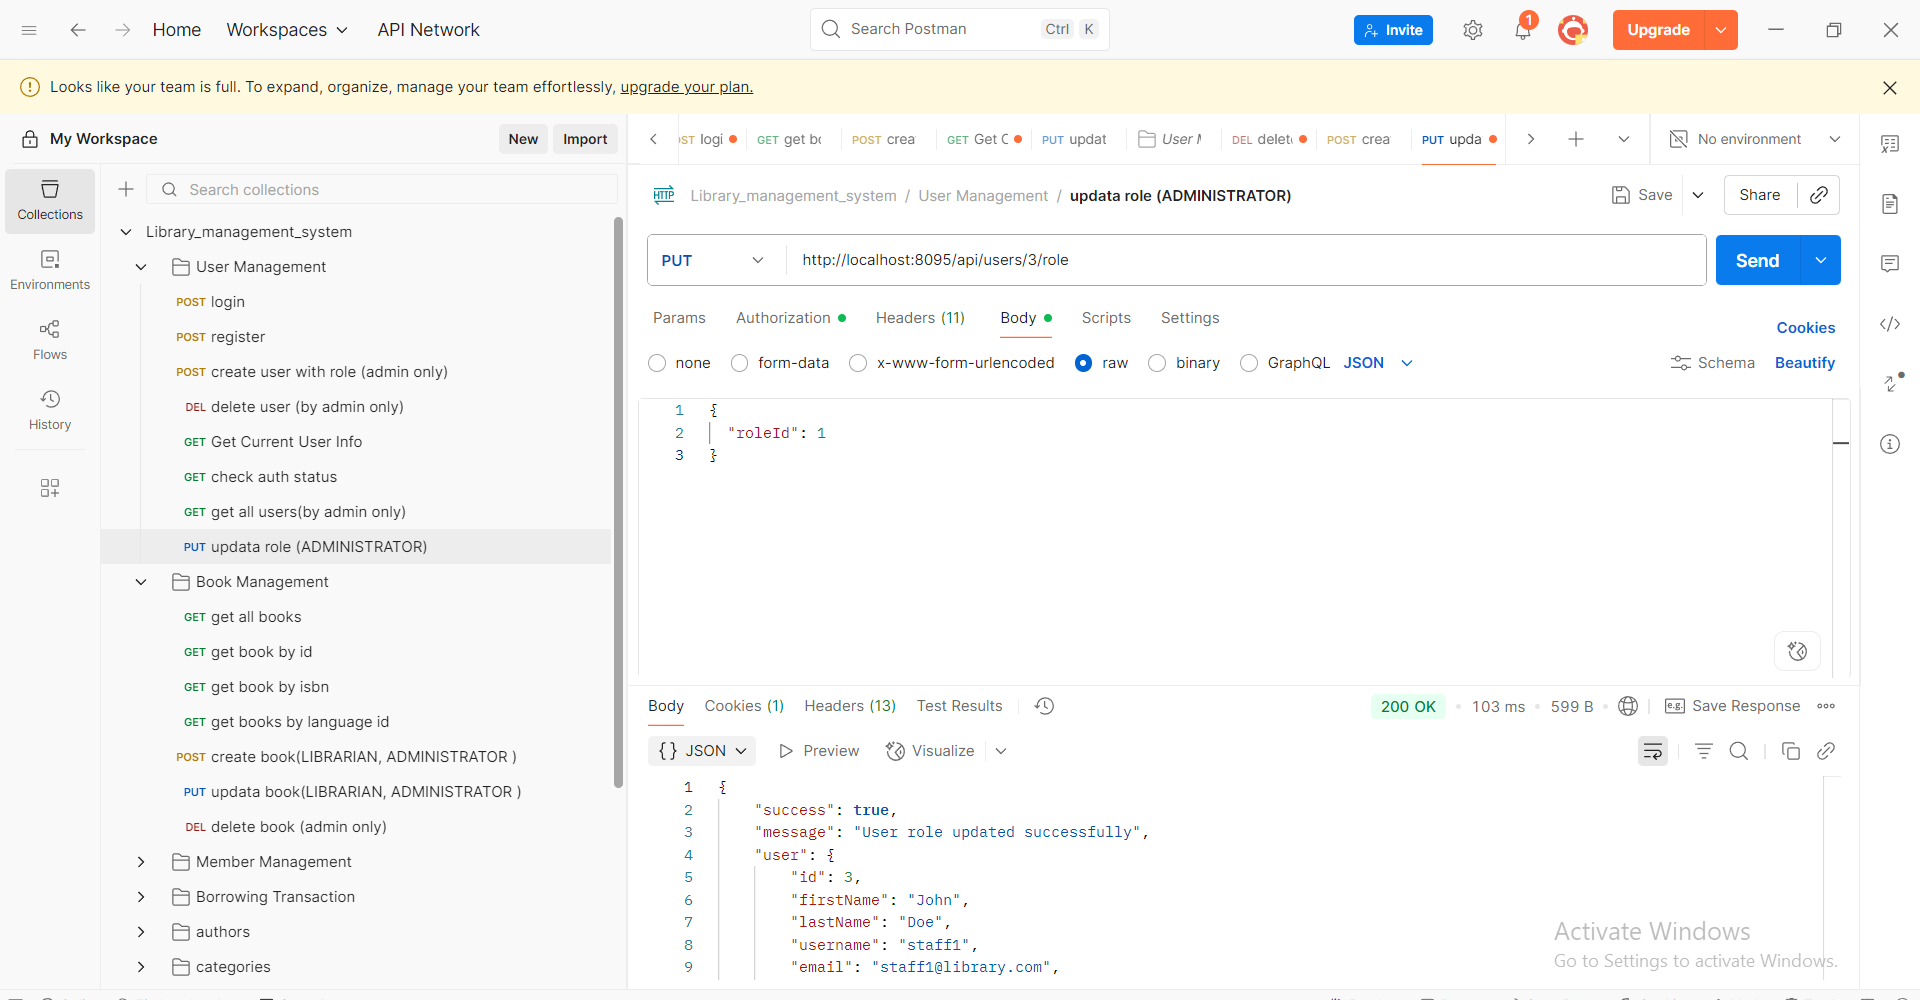 Home Workspaces API Network Search Postman Ctrl K Invite 1 Upgrade
Looks like your team is full. To expand, organize, manage your team effortlessly, upgrade your plan.
My Workspace New Import
logi GET get bo POST crea GET Get C PUT updat User DEL delet POST crea PUT upda No environment
Collections
Environments
Flows
History
Search collections
Library_management_system
User Management
POST login
POST register
POST create user with role (admin only)
DEL delete user (by admin only)
GET Get Current User Info
GET check auth status
GET get all users(by admin only)
PUT updata role (ADMINISTRATOR)
Book Management
GET get all books
GET get book by id
GET get book by isbn
GET get books by language id
POST create book(LIBRARIAN, ADMINISTRATOR )
PUT updata book(LIBRARIAN, ADMINISTRATOR )
DEL delete book (admin only)
Member Management
Borrowing Transaction
authors
categories
HTTP Library_management_system / User Management / updata role (ADMINISTRATOR) Save Share
PUT http://localhost:8095/api/users/3/role Send
Params Authorization Headers (11) Body Scripts Settings Cookies
none form-data x-www-form-urlencoded raw binary GraphQL JSON Schema Beautify
1 {
2 "roleId": 1
3 }
Body Cookies (1) Headers (13) Test Results 200 OK 103 ms 599 B e.g. Save Response
{} JSON Preview Visualize
1 {
2 "success": true,
3 "message": "User role updated successfully",
4 "user": {
5 "id": 3,
6 "firstName": "John",
7 "lastName": "Doe",
8 "username": "staff1",
9 "email": "staff1@library.com",
Activate Windows
Go to Settings to activate Windows.